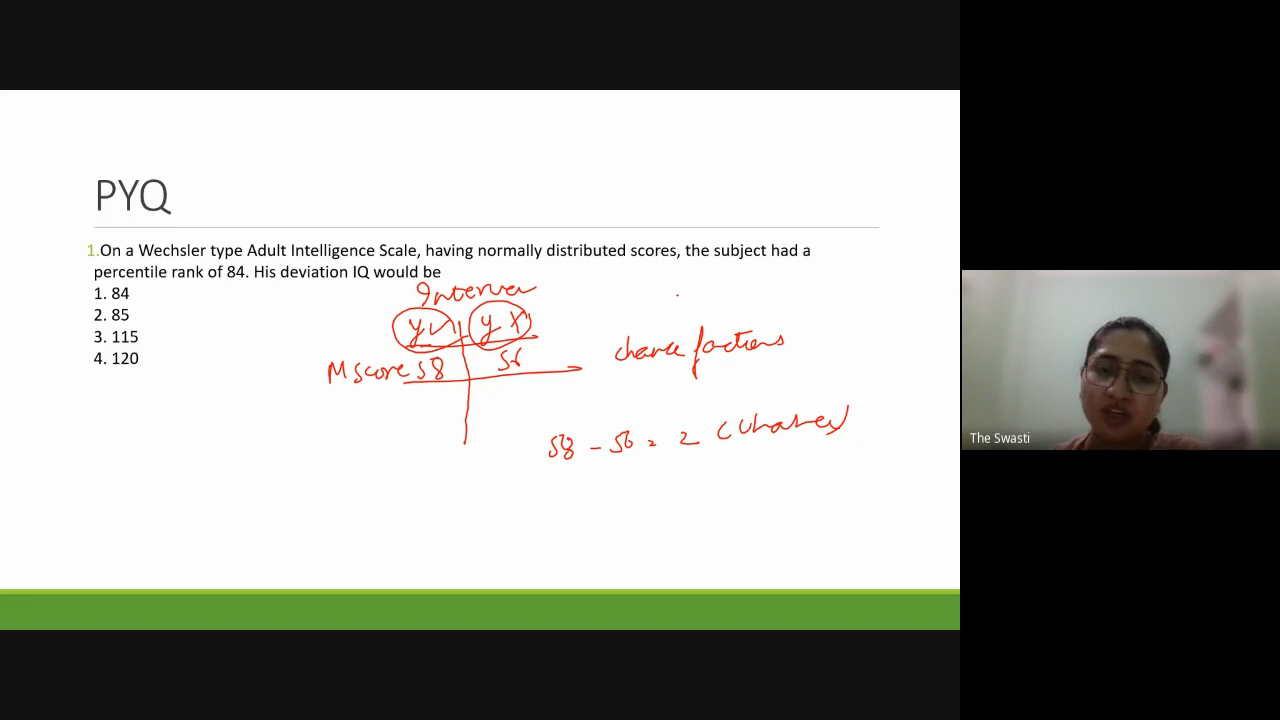 PYQ
1.On a Wechsler type Adult Intelligence Scale, having normally distributed scores, the subject had a
percentile rank of 84. His deviation IQ would be
1. 84
2. 85
3. 115
4. 120
y ✓ y X
M score 58 56
chance factions
58 - 56 = 2
The Swasti